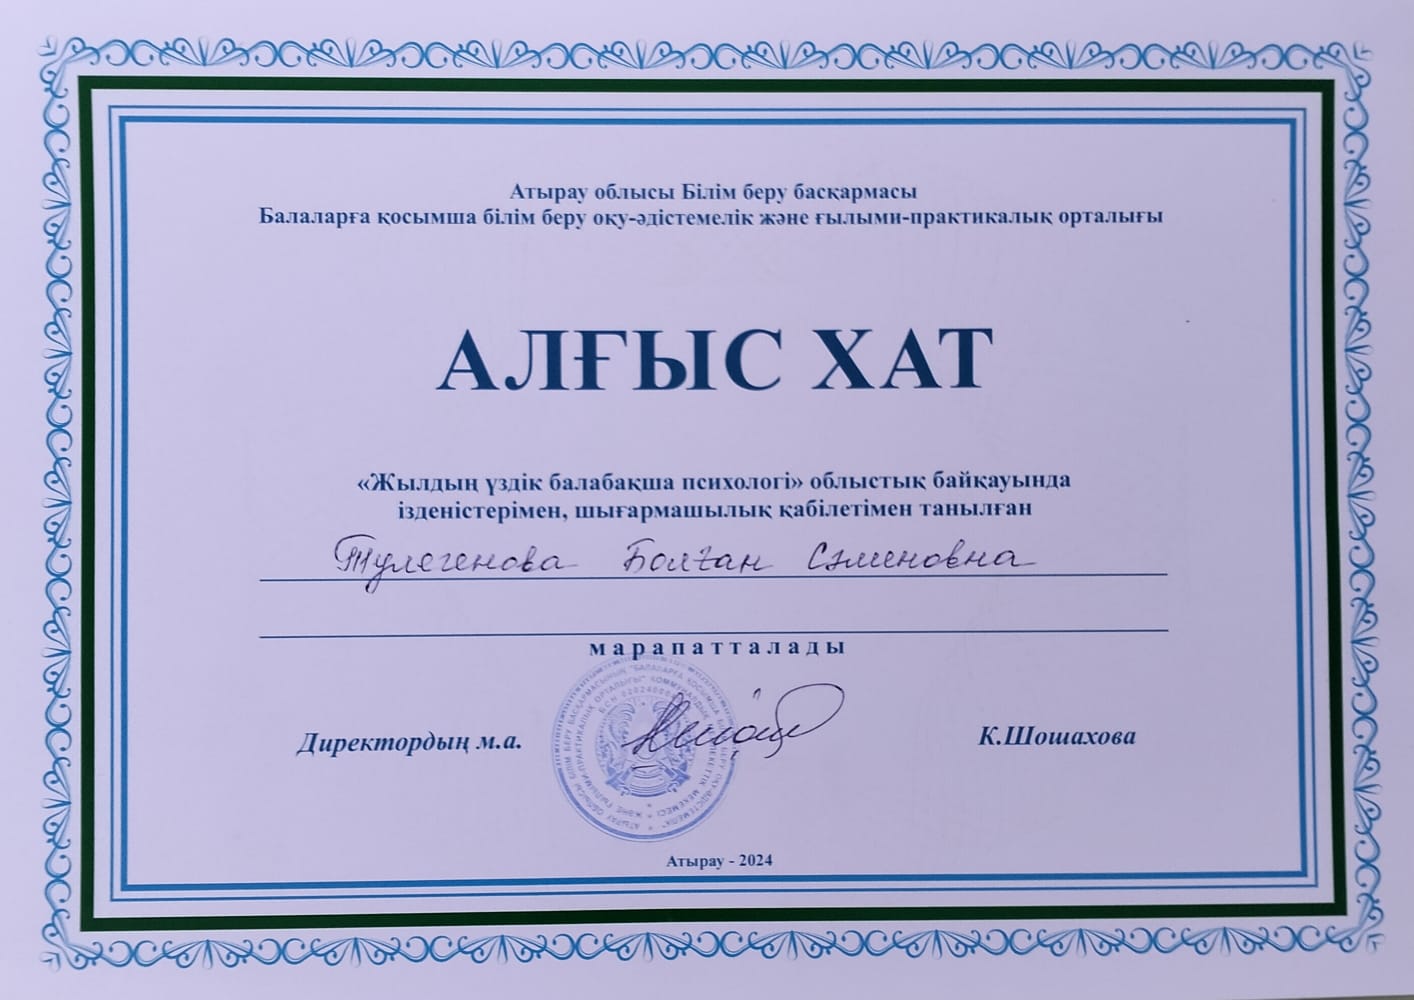 Атырау облысы Білім беру басқармасы
Балаларға қосымша білім беру оқу-әдістемелік және ғылыми-практикалық орталығы
АЛҒЫС ХАТ
«Жылдың үздік балабақша психологі» облыстық байқауында
ізденістерімен, шығармашылық қабілетімен танылған
Тулегенова Болған Сәменовна
марапатталады
Директордың м.а.
К.Шошахова
Атырау - 2024